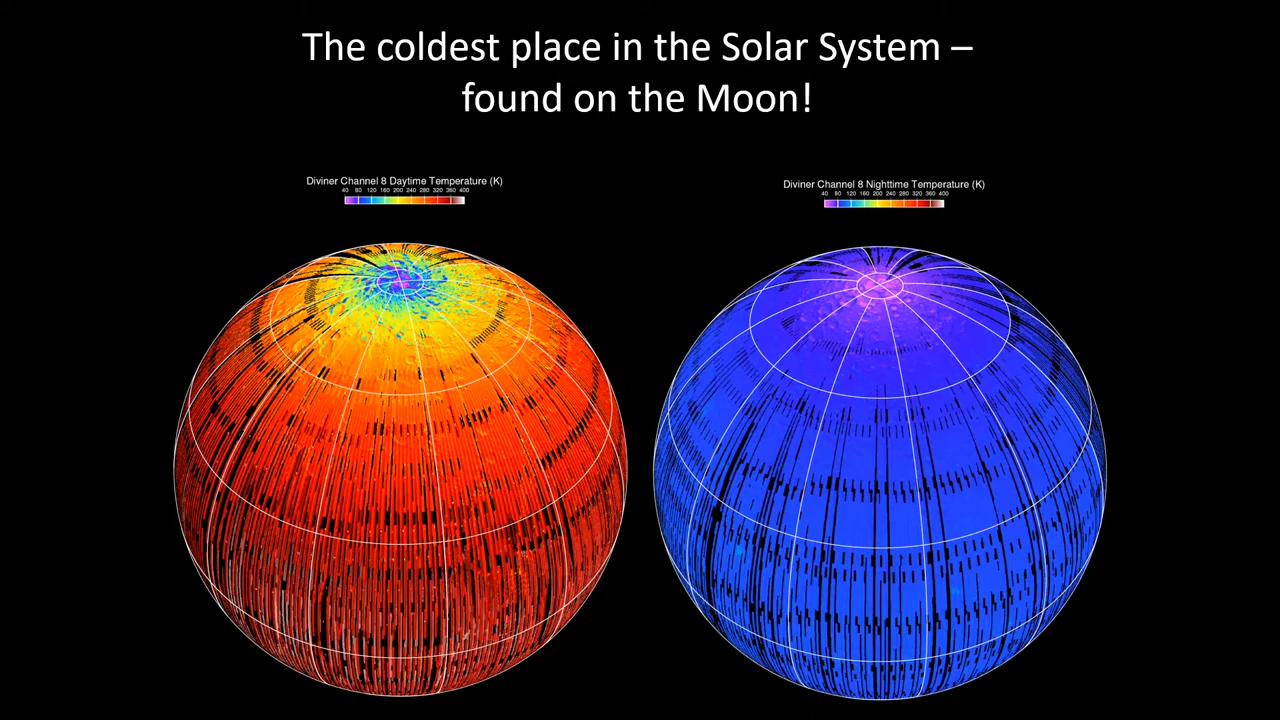 The coldest place in the Solar System –
found on the Moon!
Diviner Channel 8 Daytime Temperature (K)
40 80 120 160 200 240 280 320 360 400
Diviner Channel 8 Nighttime Temperature (K)
40 80 120 160 200 240 280 320 360 400